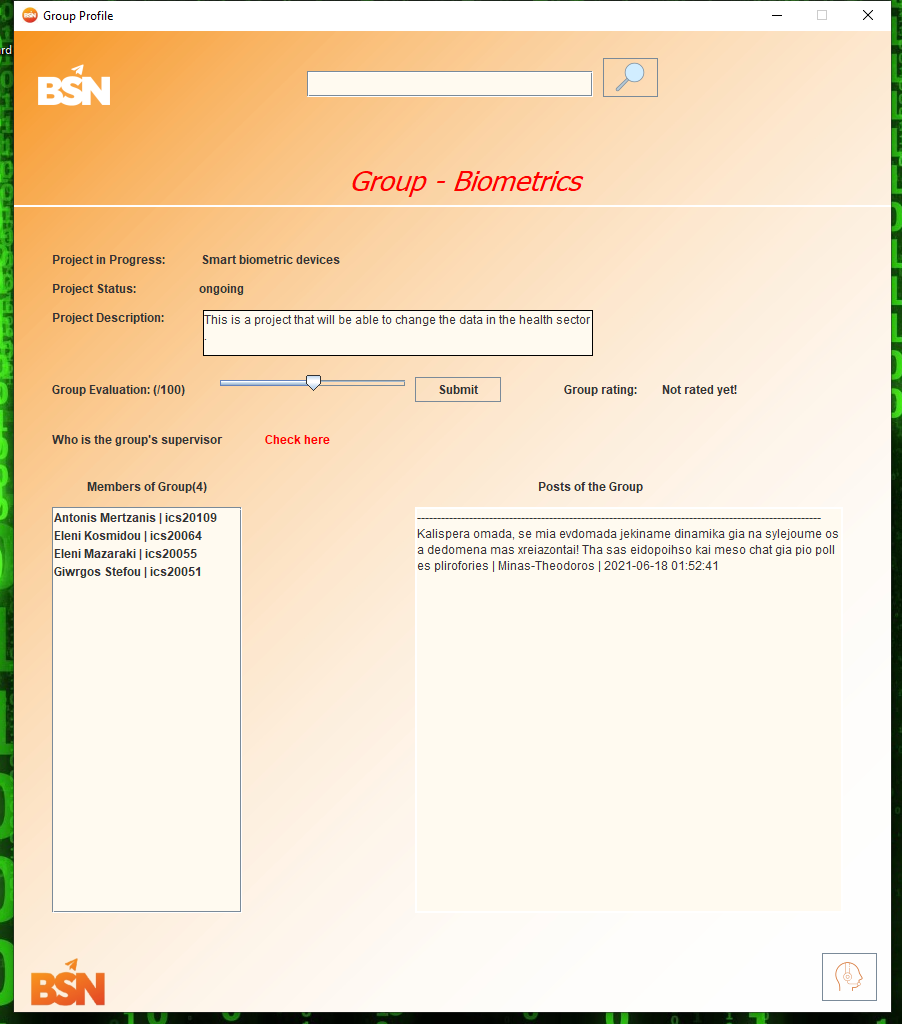 BSN Group Profile
rd
BSN
Group - Biometrics
Project in Progress: Smart biometric devices
Project Status: ongoing
Project Description: This is a project that will be able to change the data in the health sector
.
Group Evaluation: (/100) Submit Group rating: Not rated yet!
Who is the group's supervisor Check here
Members of Group(4)
Antonis Mertzanis | ics20109
Eleni Kosmidou | ics20064
Eleni Mazaraki | ics20055
Giwrgos Stefou | ics20051
Posts of the Group
-----------------------------------------------------------------------------------------------------
Kalispera omada, se mia evdomada jekiname dinamika gia na sylejoume os
a dedomena mas xreiazontai! Tha sas eidopoihso kai meso chat gia pio poll
es plirofories | Minas-Theodoros | 2021-06-18 01:52:41
BSN